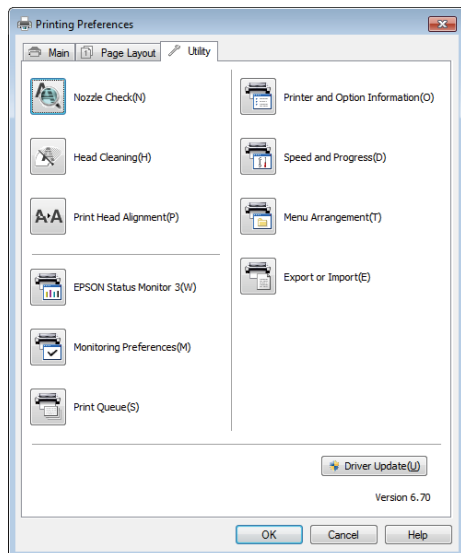 Printing Preferences
Main
Page Layout
Utility
Nozzle Check(N)
Head Cleaning(H)
Print Head Alignment(P)
EPSON Status Monitor 3(W)
Monitoring Preferences(M)
Print Queue(S)
Printer and Option Information(O)
Speed and Progress(D)
Menu Arrangement(T)
Export or Import(E)
Driver Update(U)
Version 6.70
OK
Cancel
Help